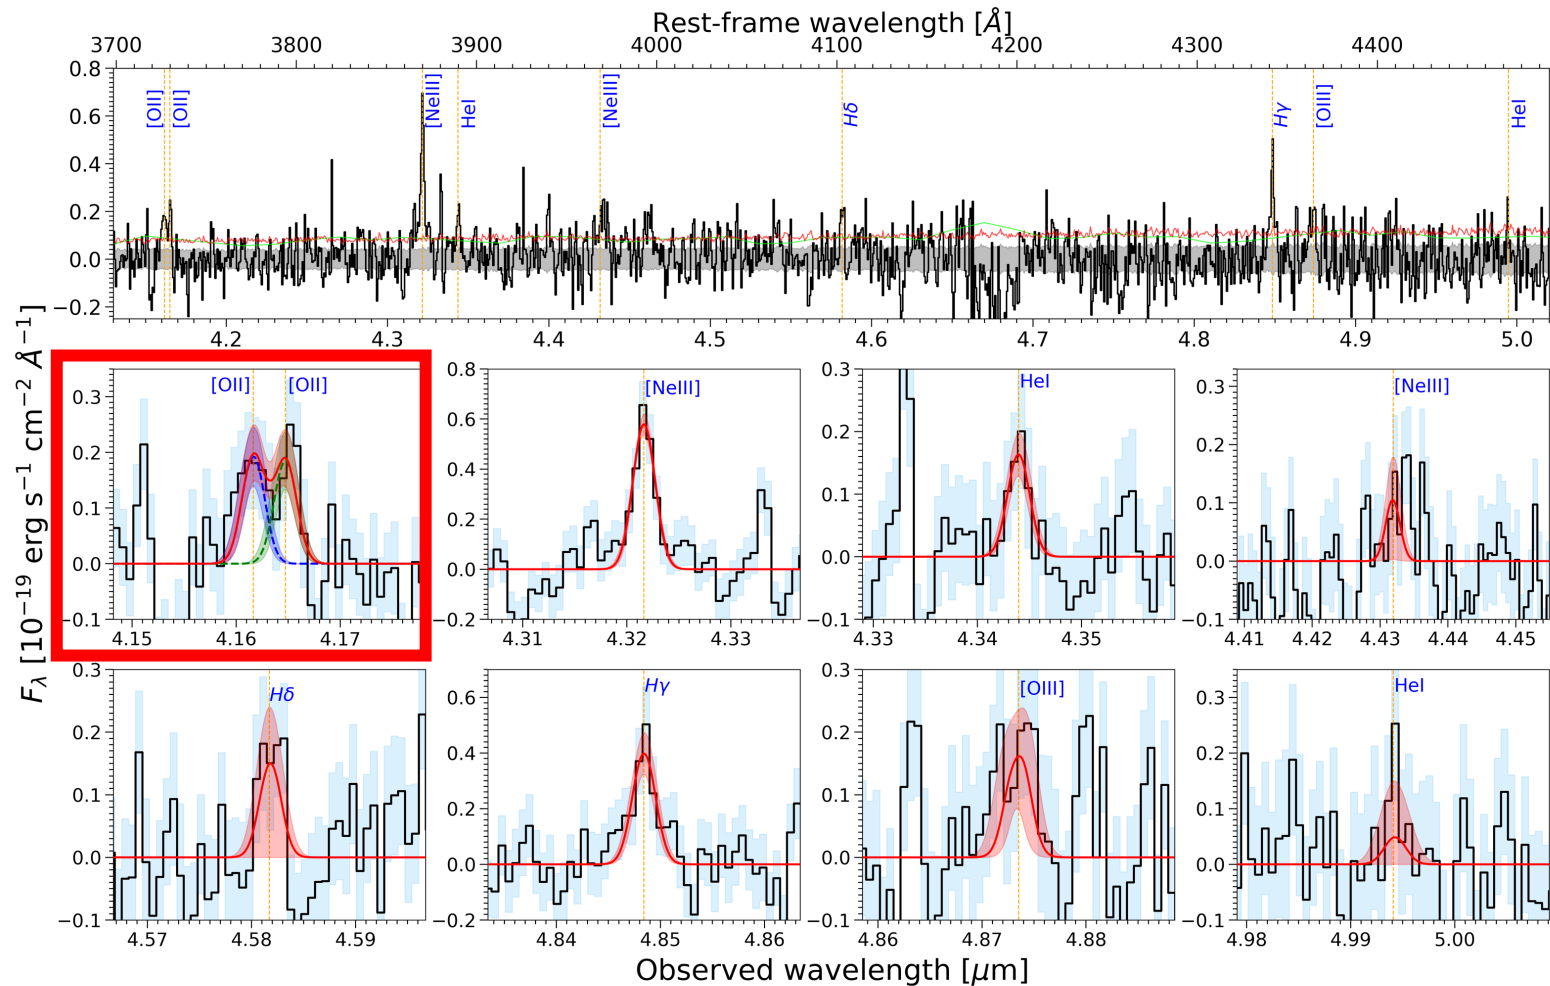 Rest-frame wavelength [Å]
3700 3800 3900 4000 4100 4200 4300 4400
0.8
0.6
0.4
0.2
0.0
−0.2
[OII] [OII] [NeIII] HeI [NeIII] Hδ Hγ [OIII] HeI
4.2 4.3 4.4 4.5 4.6 4.7 4.8 4.9 5.0
F_λ [10⁻¹⁹ erg s⁻¹ cm⁻² Å⁻¹]
[OII] [OII]
0.3
0.2
0.1
0.0
−0.1
4.15 4.16 4.17
[NeIII]
0.8
0.6
0.4
0.2
0.0
−0.2
4.31 4.32 4.33
HeI
0.3
0.2
0.1
0.0
−0.1
4.33 4.34 4.35
[NeIII]
0.3
0.2
0.1
0.0
−0.1
4.41 4.42 4.43 4.44 4.45
Hδ
0.3
0.2
0.1
0.0
−0.1
4.57 4.58 4.59
Hγ
0.6
0.4
0.2
0.0
−0.2
4.84 4.85 4.86
[OIII]
0.3
0.2
0.1
0.0
−0.1
4.86 4.87 4.88
HeI
0.3
0.2
0.1
0.0
−0.1
4.98 4.99 5.00
Observed wavelength [μm]